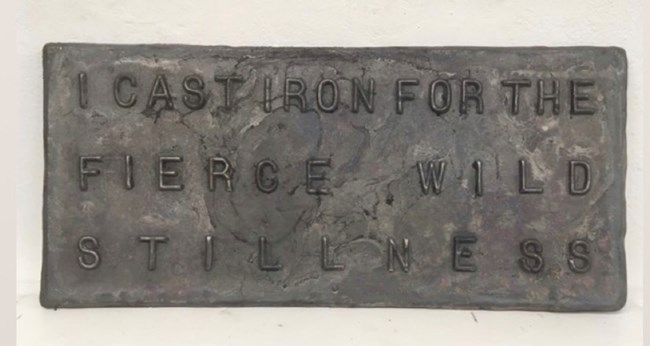 I CAST IRON FOR THE
FIERCE WILD
STILLNESS